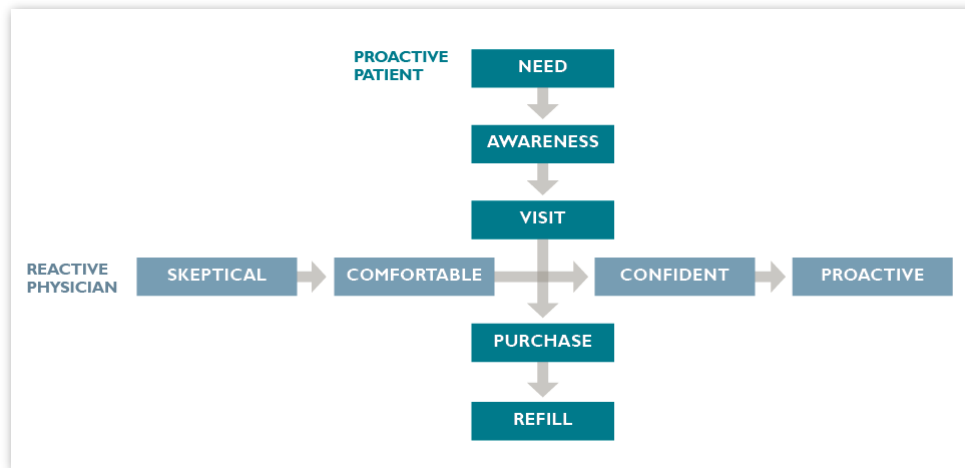 PROACTIVE
PATIENT
NEED
AWARENESS
VISIT
REACTIVE
PHYSICIAN
SKEPTICAL
COMFORTABLE
CONFIDENT
PROACTIVE
PURCHASE
REFILL